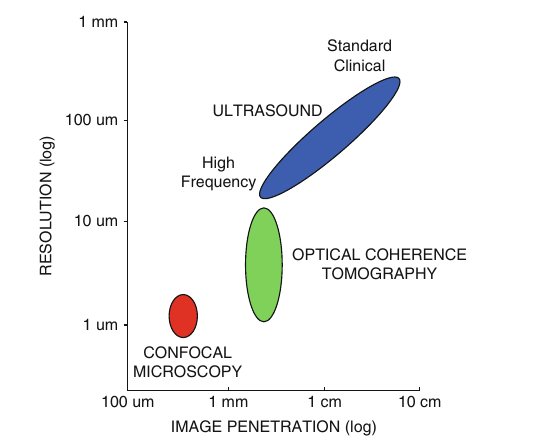 1 mm
Standard
Clinical
ULTRASOUND
100 um
High
Frequency
RESOLUTION (log)
10 um
OPTICAL COHERENCE
TOMOGRAPHY
1 um
CONFOCAL
MICROSCOPY
100 um
1 mm
1 cm
10 cm
IMAGE PENETRATION (log)